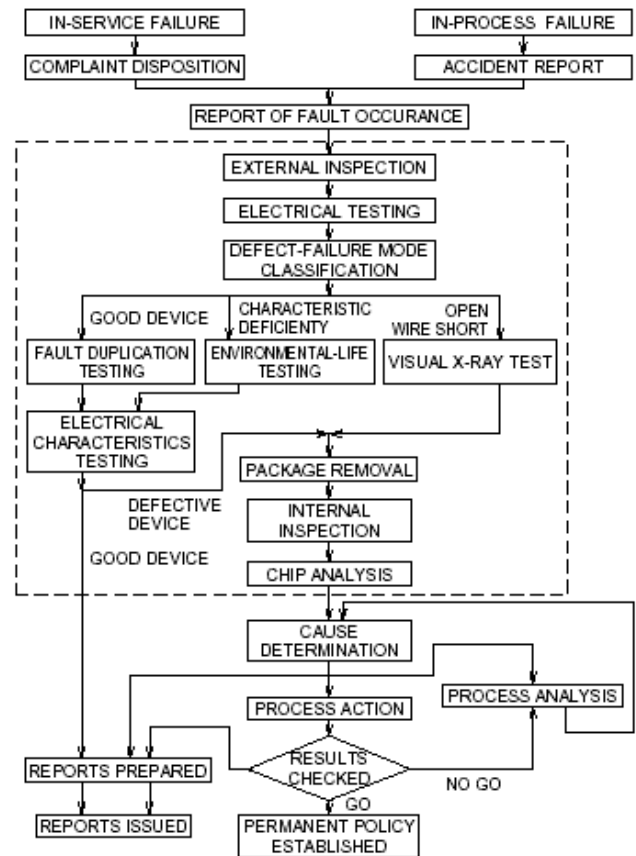 IN-SERVICE FAILURE
IN-PROCESS FAILURE
COMPLAINT DISPOSITION
ACCIDENT REPORT
REPORT OF FAULT OCCURANCE
EXTERNAL INSPECTION
ELECTRICAL TESTING
DEFECT-FAILURE MODE
CLASSIFICATION
GOOD DEVICE
CHARACTERISTIC
DEFICIENTY
OPEN
WIRE SHORT
FAULT DUPLICATION
TESTING
ENVIRONMENTAL-LIFE
TESTING
VISUAL X-RAY TEST
ELECTRICAL
CHARACTERISTICS
TESTING
PACKAGE REMOVAL
DEFECTIVE
DEVICE
INTERNAL
INSPECTION
GOOD DEVICE
CHIP ANALYSIS
CAUSE
DETERMINATION
PROCESS ANALYSIS
PROCESS ACTION
RESULTS
CHECKED
REPORTS PREPARED
NO GO
GO
REPORTS ISSUED
PERMANENT POLICY
ESTABLISHED